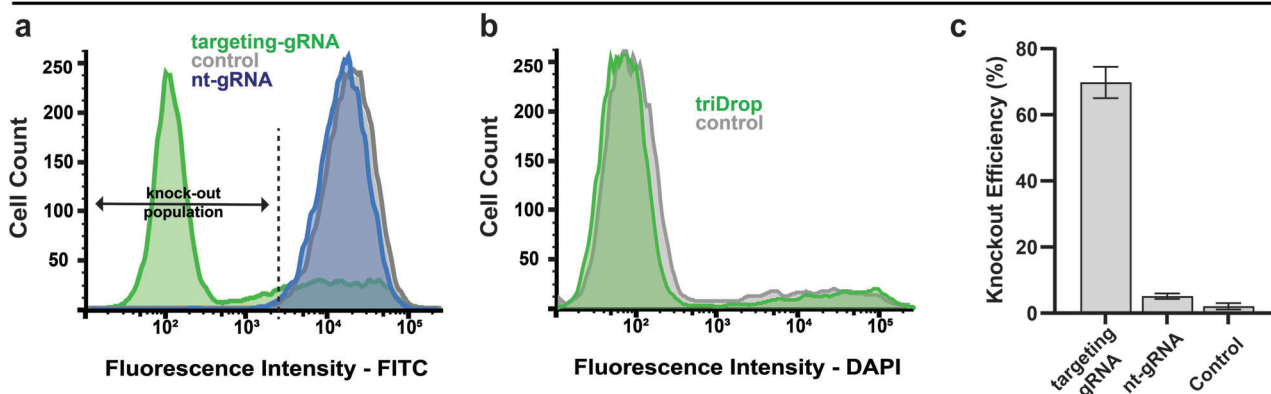 a
targeting-gRNA
control
nt-gRNA
Cell Count
250
200
150
100
50
knock-out
population
10²
10³
10⁴
10⁵
Fluorescence Intensity - FITC
b
triDrop
control
Cell Count
250
200
150
100
50
10²
10³
10⁴
10⁵
Fluorescence Intensity - DAPI
c
Knockout Efficiency (%)
80
60
40
20
0
targeting
gRNA
nt-gRNA
Control